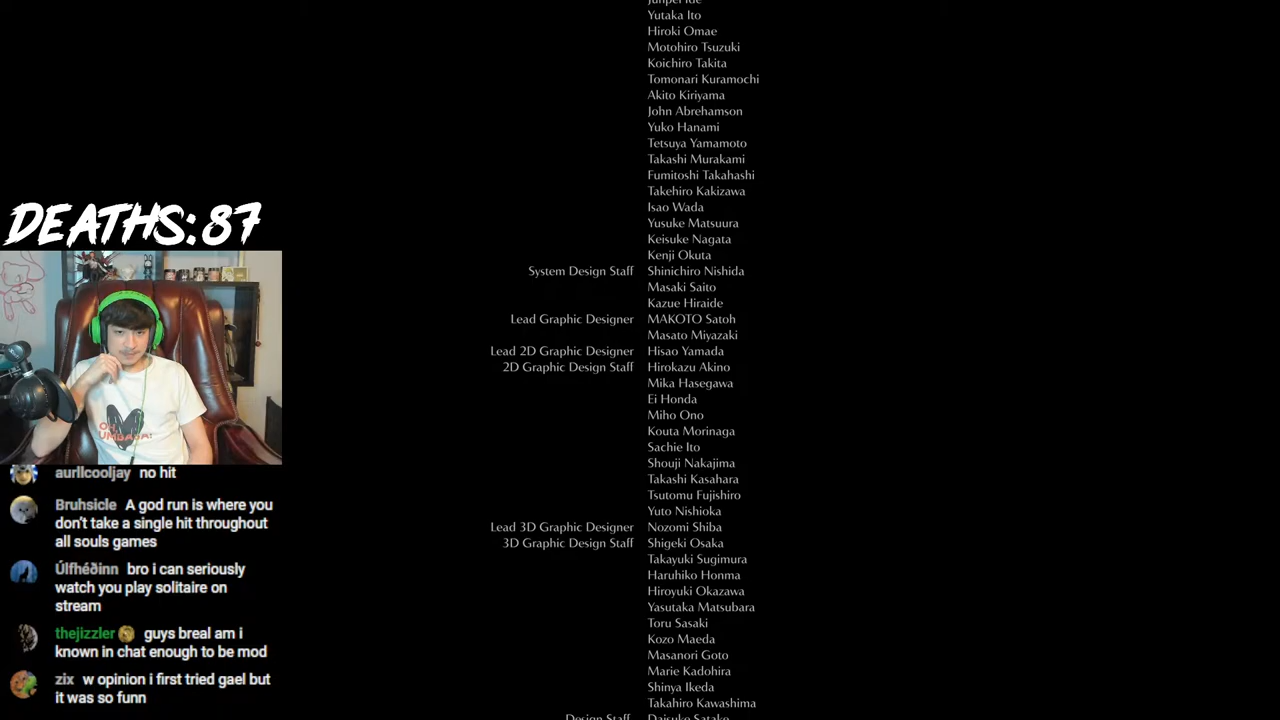 Yutaka Ito
Hiroki Omae
Motohiro Tsuzuki
Koichiro Takita
Tomonari Kuramochi
Akito Kiriyama
John Abrehamson
Yuko Hanami
Tetsuya Yamamoto
Takashi Murakami
Fumitoshi Takahashi
Takehiro Kakizawa
Isao Wada
Yusuke Matsuura
Keisuke Nagata
Kenji Okuta
System Design Staff Shinichiro Nishida
Masaki Saito
Kazue Hiraide
Lead Graphic Designer MAKOTO Satoh
Masato Miyazaki
Lead 2D Graphic Designer Hisao Yamada
2D Graphic Design Staff Hirokazu Akino
Mika Hasegawa
Ei Honda
Miho Ono
Kouta Morinaga
Sachie Ito
Shouji Nakajima
Takashi Kasahara
Tsutomu Fujishiro
Yuto Nishioka
Lead 3D Graphic Designer Nozomi Shiba
3D Graphic Design Staff Shigeki Osaka
Takayuki Sugimura
Haruhiko Honma
Hiroyuki Okazawa
Yasutaka Matsubara
Toru Sasaki
Kozo Maeda
Masanori Goto
Marie Kadohira
Shinya Ikeda
Takahiro Kawashima
Design Staff Daisuke Satake
DEATHS:87
aurllcooljay no hit
Bruhsicle A god run is where you
don't take a single hit throughout
all souls games
Úlfhéðinn bro i can seriously
watch you play solitaire on
stream
thejizzler guys breal am i
known in chat enough to be mod
zix w opinion i first tried gael but
it was so funn